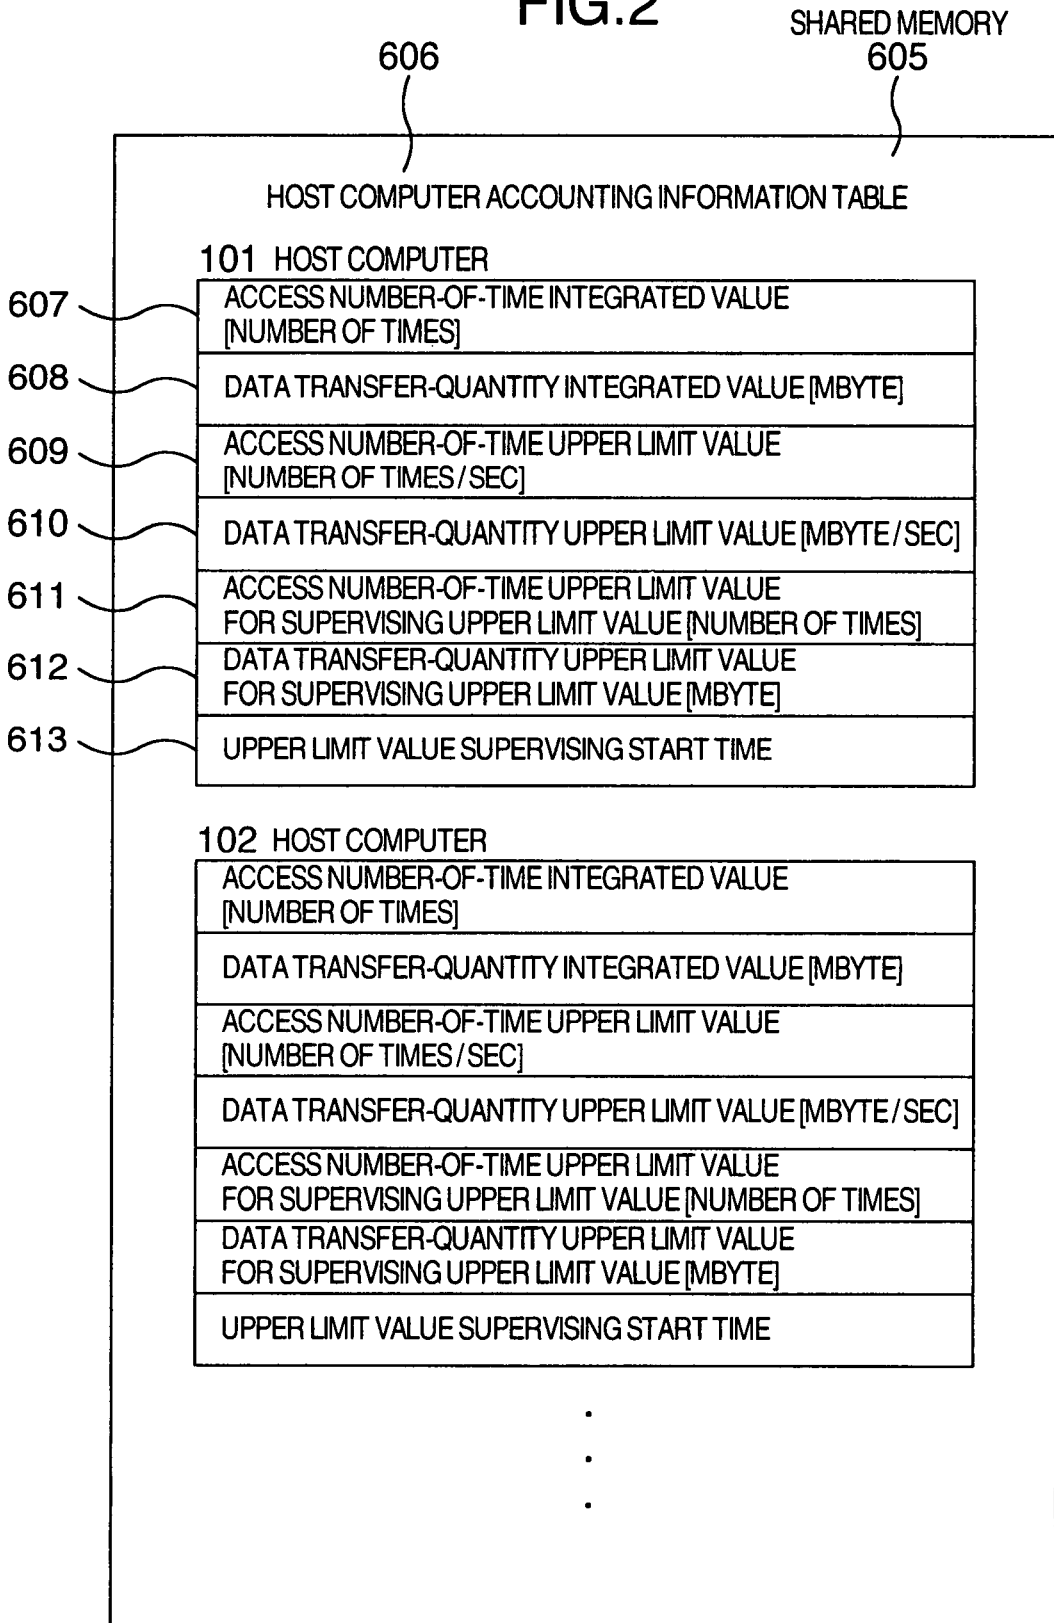 FIG.2
SHARED MEMORY
606
605
HOST COMPUTER ACCOUNTING INFORMATION TABLE
101 HOST COMPUTER
607
ACCESS NUMBER-OF-TIME INTEGRATED VALUE
[NUMBER OF TIMES]
608
DATA TRANSFER-QUANTITY INTEGRATED VALUE [MBYTE]
609
ACCESS NUMBER-OF-TIME UPPER LIMIT VALUE
[NUMBER OF TIMES/SEC]
610
DATA TRANSFER-QUANTITY UPPER LIMIT VALUE [MBYTE/SEC]
611
ACCESS NUMBER-OF-TIME UPPER LIMIT VALUE
FOR SUPERVISING UPPER LIMIT VALUE [NUMBER OF TIMES]
612
DATA TRANSFER-QUANTITY UPPER LIMIT VALUE
FOR SUPERVISING UPPER LIMIT VALUE [MBYTE]
613
UPPER LIMIT VALUE SUPERVISING START TIME
102 HOST COMPUTER
ACCESS NUMBER-OF-TIME INTEGRATED VALUE
[NUMBER OF TIMES]
DATA TRANSFER-QUANTITY INTEGRATED VALUE [MBYTE]
ACCESS NUMBER-OF-TIME UPPER LIMIT VALUE
[NUMBER OF TIMES/SEC]
DATA TRANSFER-QUANTITY UPPER LIMIT VALUE [MBYTE/SEC]
ACCESS NUMBER-OF-TIME UPPER LIMIT VALUE
FOR SUPERVISING UPPER LIMIT VALUE [NUMBER OF TIMES]
DATA TRANSFER-QUANTITY UPPER LIMIT VALUE
FOR SUPERVISING UPPER LIMIT VALUE [MBYTE]
UPPER LIMIT VALUE SUPERVISING START TIME